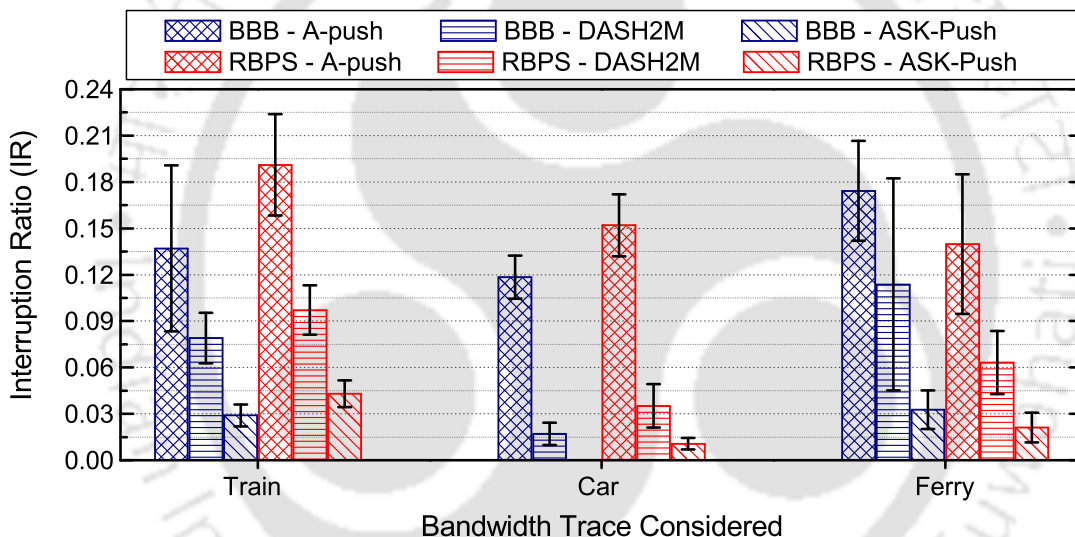 BBB - A-push BBB - DASH2M BBB - ASK-Push
RBPS - A-push RBPS - DASH2M RBPS - ASK-Push
0.24
0.21
0.18
0.15
0.12
0.09
0.06
0.03
0.00
Interruption Ratio (IR)
Train Car Ferry
Bandwidth Trace Considered